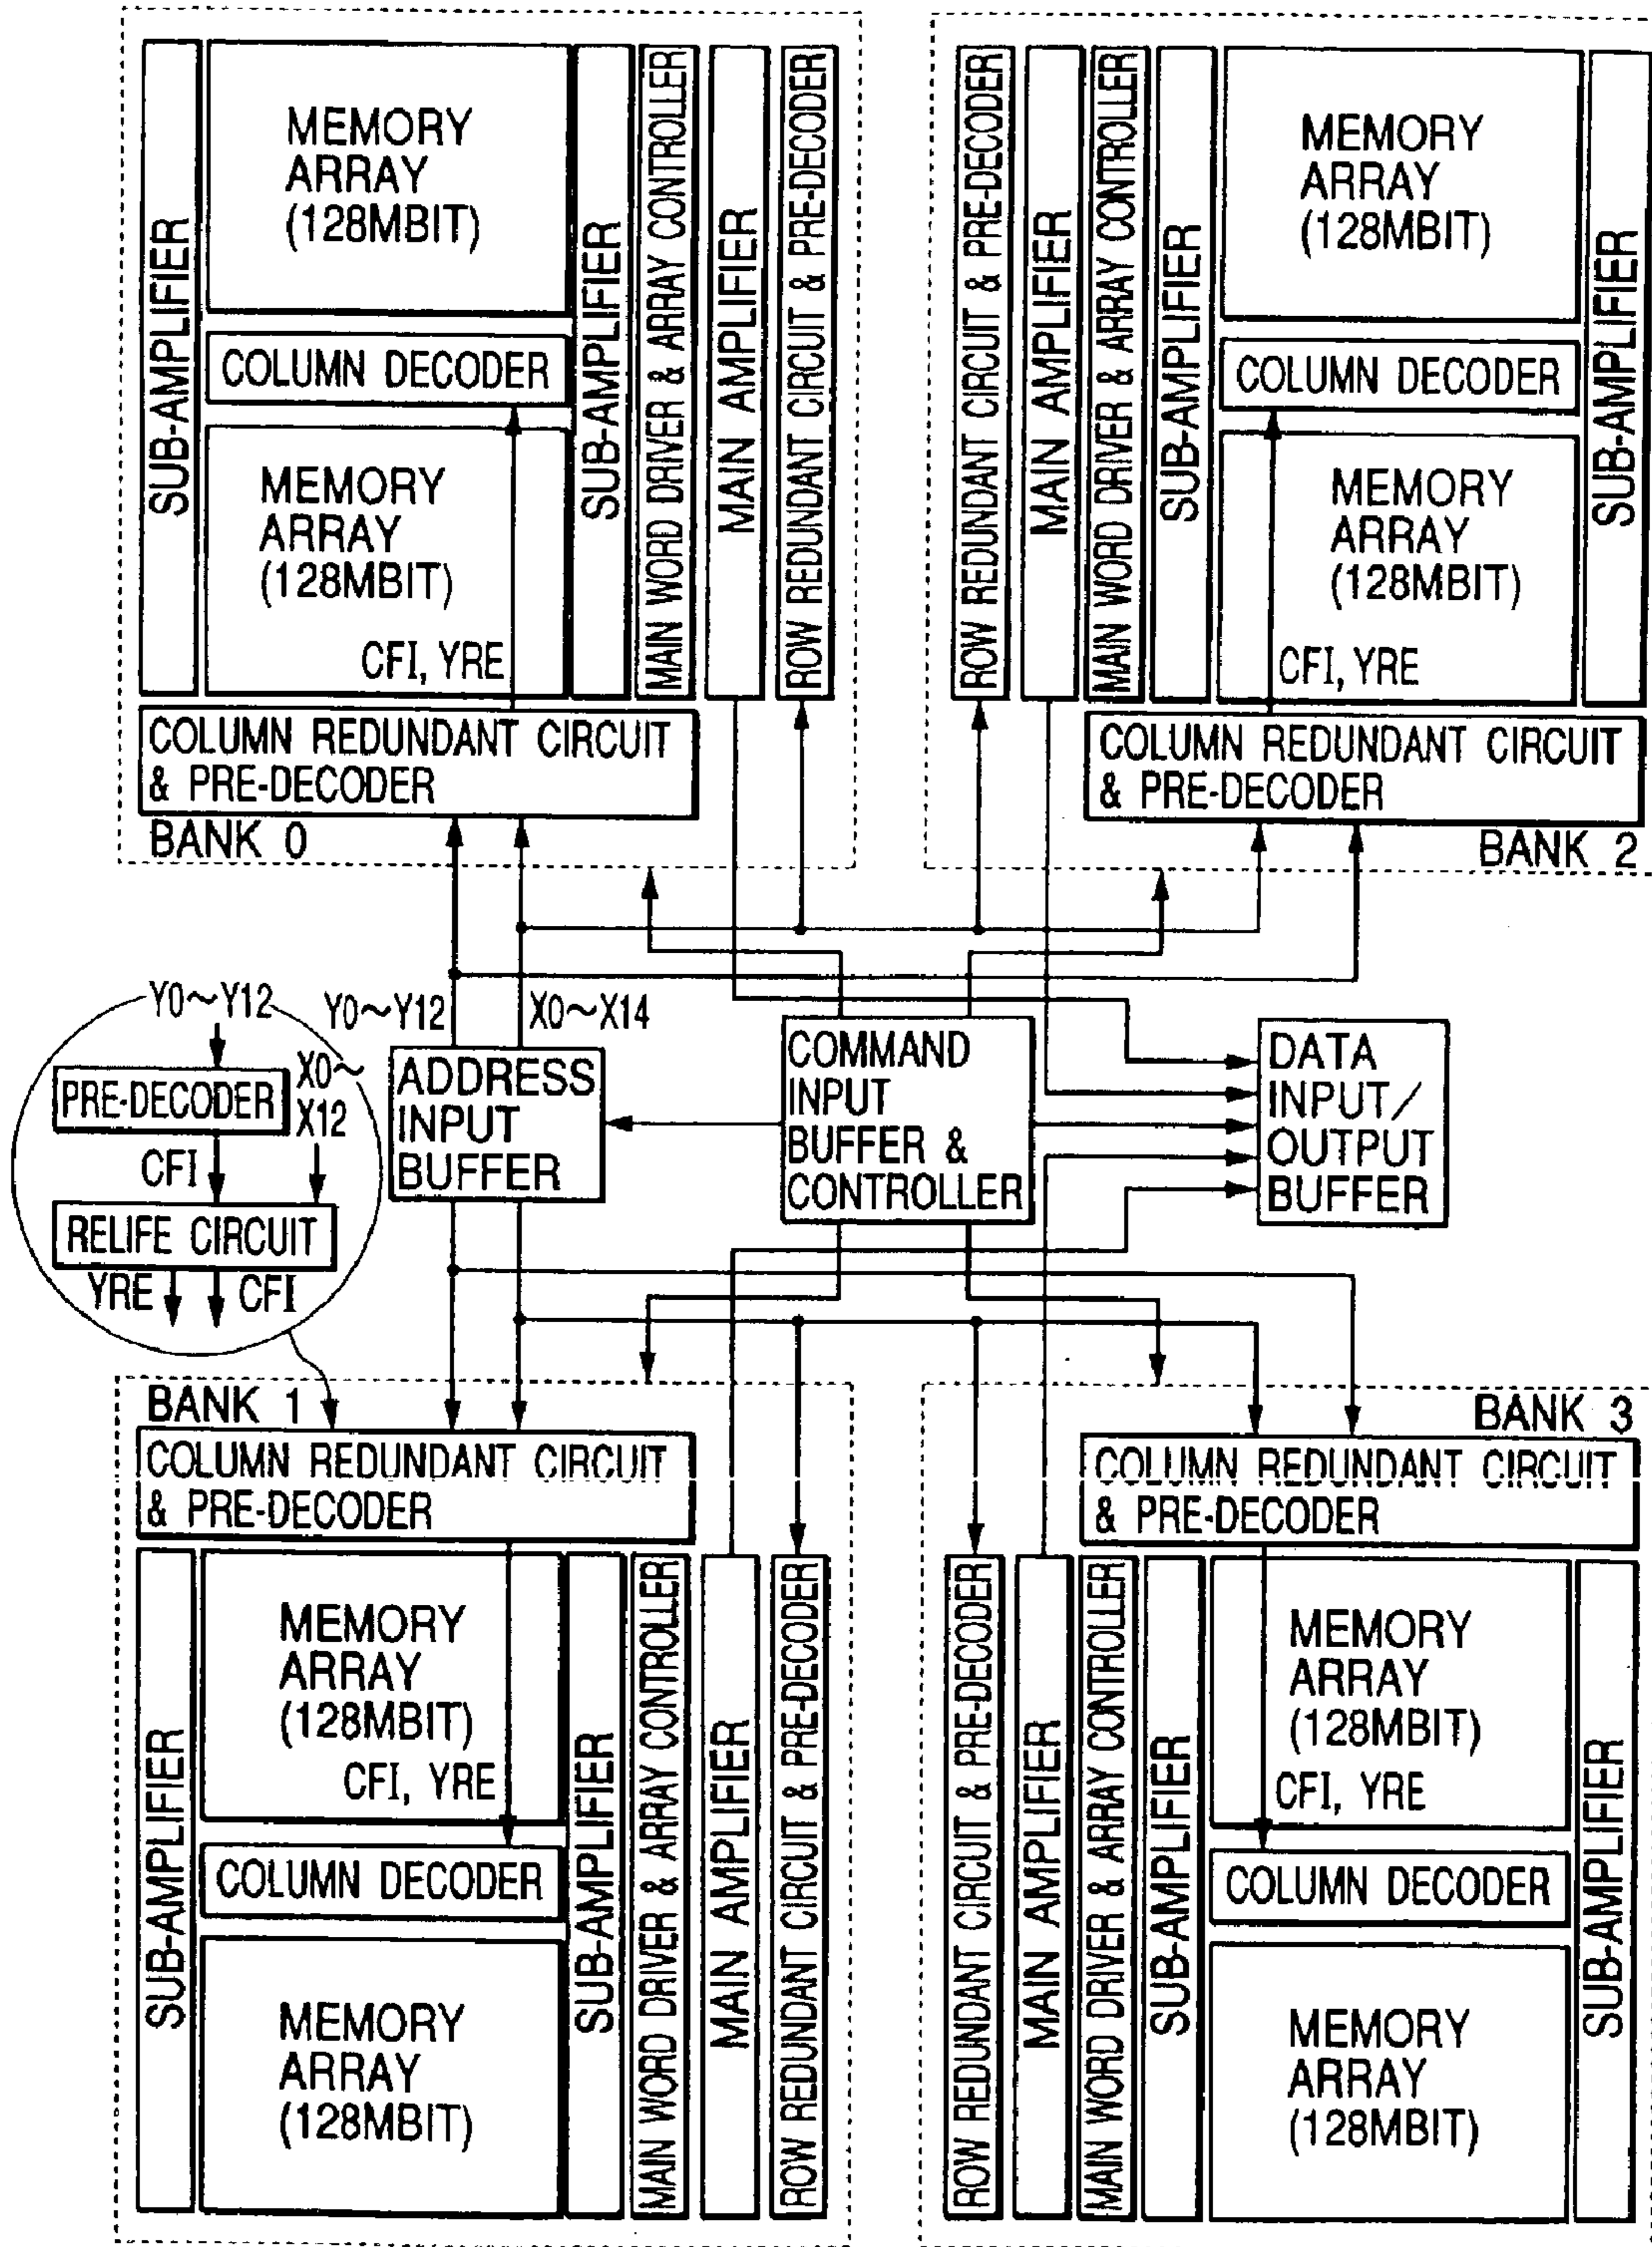 SUB-AMPLIFIER
MEMORY
ARRAY
(128MBIT)
COLUMN DECODER
MEMORY
ARRAY
(128MBIT)
CFI, YRE
SUB-AMPLIFIER
MAIN WORD DRIVER & ARRAY CONTROLLER
MAIN AMPLIFIER
ROW REDUNDANT CIRCUIT & PRE-DECODER
COLUMN REDUNDANT CIRCUIT
& PRE-DECODER
BANK 0
ROW REDUNDANT CIRCUIT & PRE-DECODER
MAIN AMPLIFIER
MAIN WORD DRIVER & ARRAY CONTROLLER
SUB-AMPLIFIER
MEMORY
ARRAY
(128MBIT)
COLUMN DECODER
MEMORY
ARRAY
(128MBIT)
CFI, YRE
SUB-AMPLIFIER
COLUMN REDUNDANT CIRCUIT
& PRE-DECODER
BANK 2
Y0~Y12
PRE-DECODER
X0~
X12
CFI
RELIFE CIRCUIT
YRE
CFI
Y0~Y12
X0~X14
ADDRESS
INPUT
BUFFER
COMMAND
INPUT
BUFFER &
CONTROLLER
DATA
INPUT/
OUTPUT
BUFFER
BANK 1
COLUMN REDUNDANT CIRCUIT
& PRE-DECODER
SUB-AMPLIFIER
MEMORY
ARRAY
(128MBIT)
CFI, YRE
COLUMN DECODER
MEMORY
ARRAY
(128MBIT)
SUB-AMPLIFIER
MAIN WORD DRIVER & ARRAY CONTROLLER
MAIN AMPLIFIER
ROW REDUNDANT CIRCUIT & PRE-DECODER
BANK 3
COLUMN REDUNDANT CIRCUIT
& PRE-DECODER
ROW REDUNDANT CIRCUIT & PRE-DECODER
MAIN AMPLIFIER
MAIN WORD DRIVER & ARRAY CONTROLLER
SUB-AMPLIFIER
MEMORY
ARRAY
(128MBIT)
CFI, YRE
COLUMN DECODER
MEMORY
ARRAY
(128MBIT)
SUB-AMPLIFIER